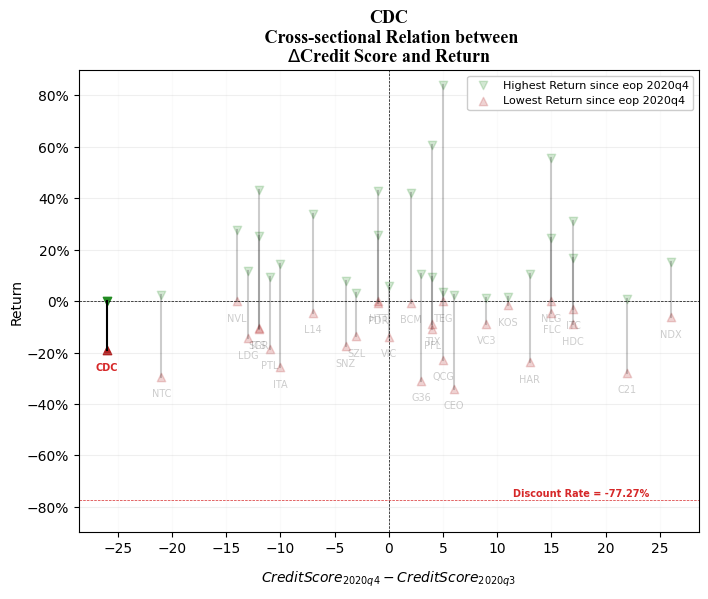 CDC
Cross-sectional Relation between
ΔCredit Score and Return
Highest Return since eop 2020q4
Lowest Return since eop 2020q4
Return
80%
60%
40%
20%
0%
−20%
−40%
−60%
−80%
NVL
L14
BCM
TEG
KOS
NLG
FLC
HDC
NDX
LDG
PTL
ITA
SNZ
SZL
VIC
VC3
QCG
HAR
C21
CDC
NTC
G36
CEO
Discount Rate = -77.27%
−25
−20
−15
−10
−5
0
5
10
15
20
25
CreditScore2020q4 − CreditScore2020q3